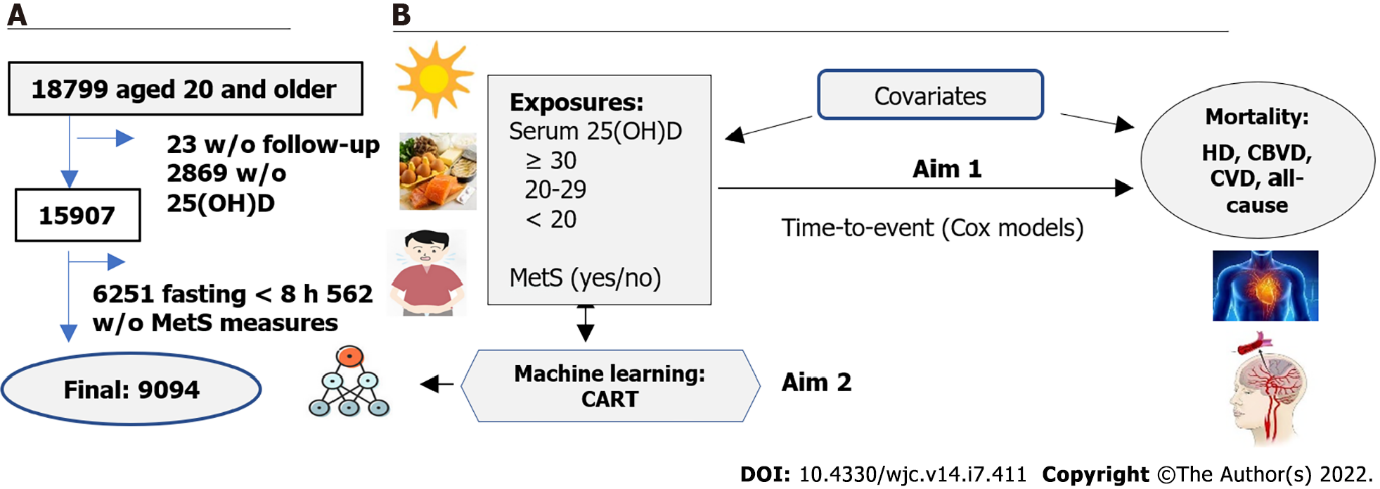 A
18799 aged 20 and older
23 w/o follow-up
2869 w/o
25(OH)D
15907
6251 fasting < 8 h 562
w/o MetS measures
Final: 9094
B
Exposures:
Serum 25(OH)D
≥ 30
20-29
< 20
MetS (yes/no)
Covariates
Aim 1
Time-to-event (Cox models)
Mortality:
HD, CBVD,
CVD, all-
cause
Machine learning:
CART
Aim 2
DOI: 10.4330/wjc.v14.i7.411 Copyright ©The Author(s) 2022.